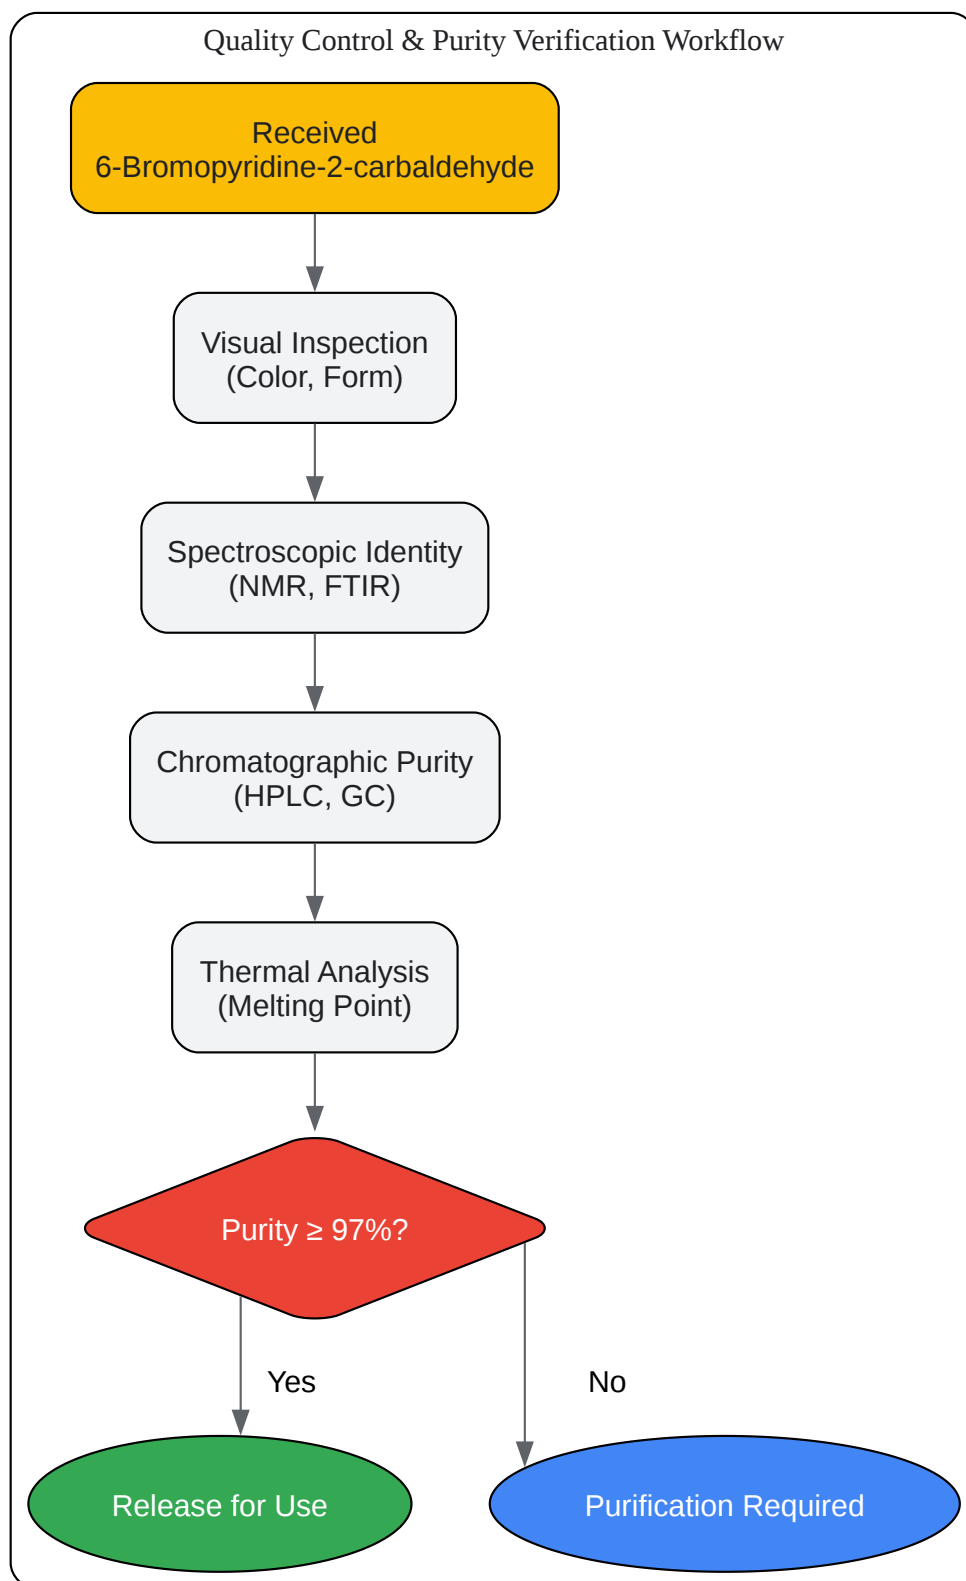 Quality Control & Purity Verification Workflow
Received
6-Bromopyridine-2-carbaldehyde
Visual Inspection
(Color, Form)
Spectroscopic Identity
(NMR, FTIR)
Chromatographic Purity
(HPLC, GC)
Thermal Analysis
(Melting Point)
Purity ≥ 97%?
Yes
No
Release for Use
Purification Required